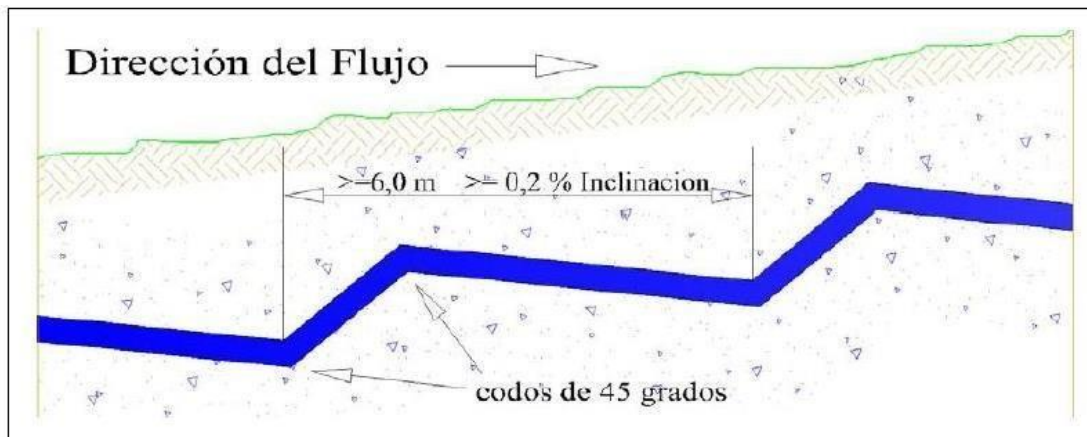 Dirección del Flujo
>=6,0 m >= 0,2 % Inclinacion
codos de 45 grados